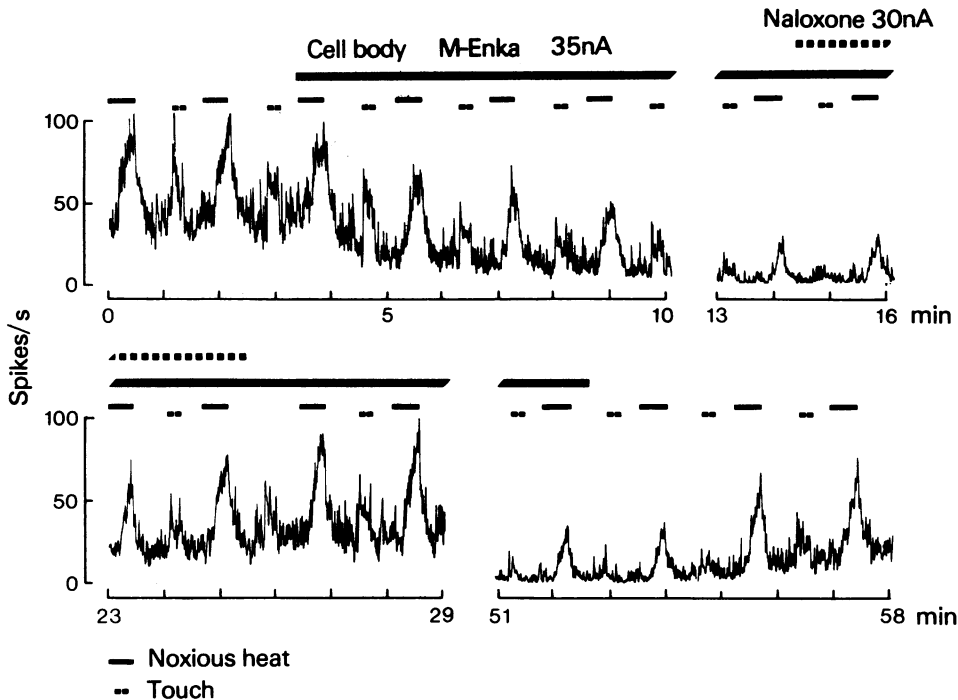 Naloxone 30nA
Cell body M-Enka 35nA
100
50
0
0 5 10 13 16 min
Spikes/s
100
50
0
23 29 51 58 min
Noxious heat
Touch